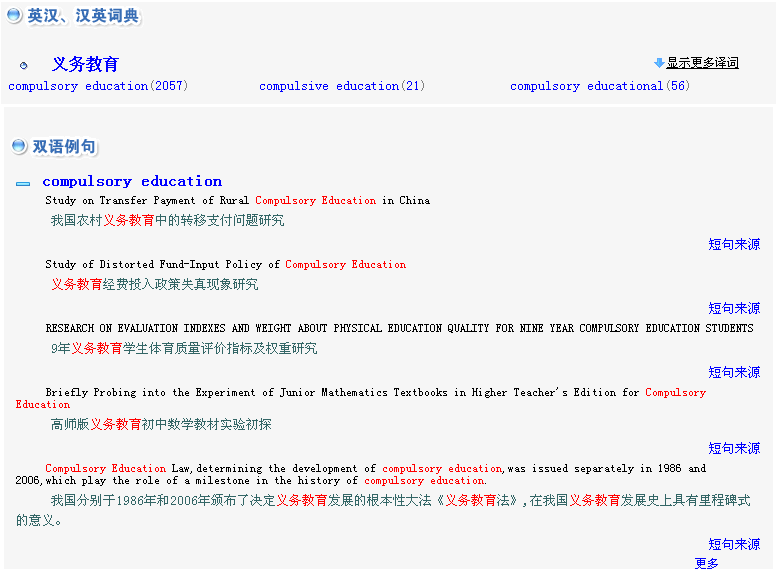 英汉、汉英词典
义务教育
显示更多译词
compulsory education(2057)
compulsive education(21)
compulsory educational(56)
双语例句
compulsory education
Study on Transfer Payment of Rural Compulsory Education in China
我国农村义务教育中的转移支付问题研究
短句来源
Study of Distorted Fund-Input Policy of Compulsory Education
义务教育经费投入政策失真现象研究
短句来源
RESEARCH ON EVALUATION INDEXES AND WEIGHT ABOUT PHYSICAL EDUCATION QUALITY FOR NINE YEAR COMPULSORY EDUCATION STUDENTS
9年义务教育学生体育质量评价指标及权重研究
短句来源
Briefly Probing into the Experiment of Junior Mathematics Textbooks in Higher Teacher's Edition for Compulsory
Education
高师版义务教育初中数学教材实验初探
短句来源
Compulsory Education Law,determining the development of compulsory education,was issued separately in 1986 and
2006,which play the role of a milestone in the history of compulsory education.
我国分别于1986年和2006年颁布了决定义务教育发展的根本性大法《义务教育法》,在我国义务教育发展史上具有里程碑式
的意义。
短句来源
更多